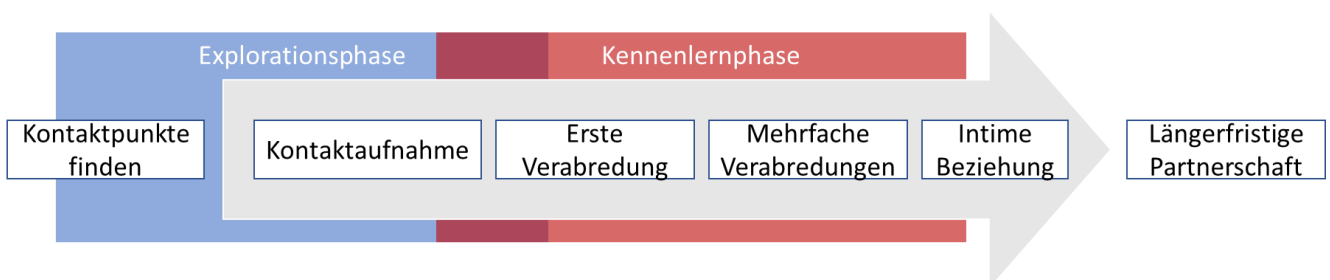 Explorationsphase
Kennenlernphase
Kontaktpunkte
finden
Kontaktaufnahme
Erste
Verabredung
Mehrfache
Verabredungen
Intime
Beziehung
Längerfristige
Partnerschaft